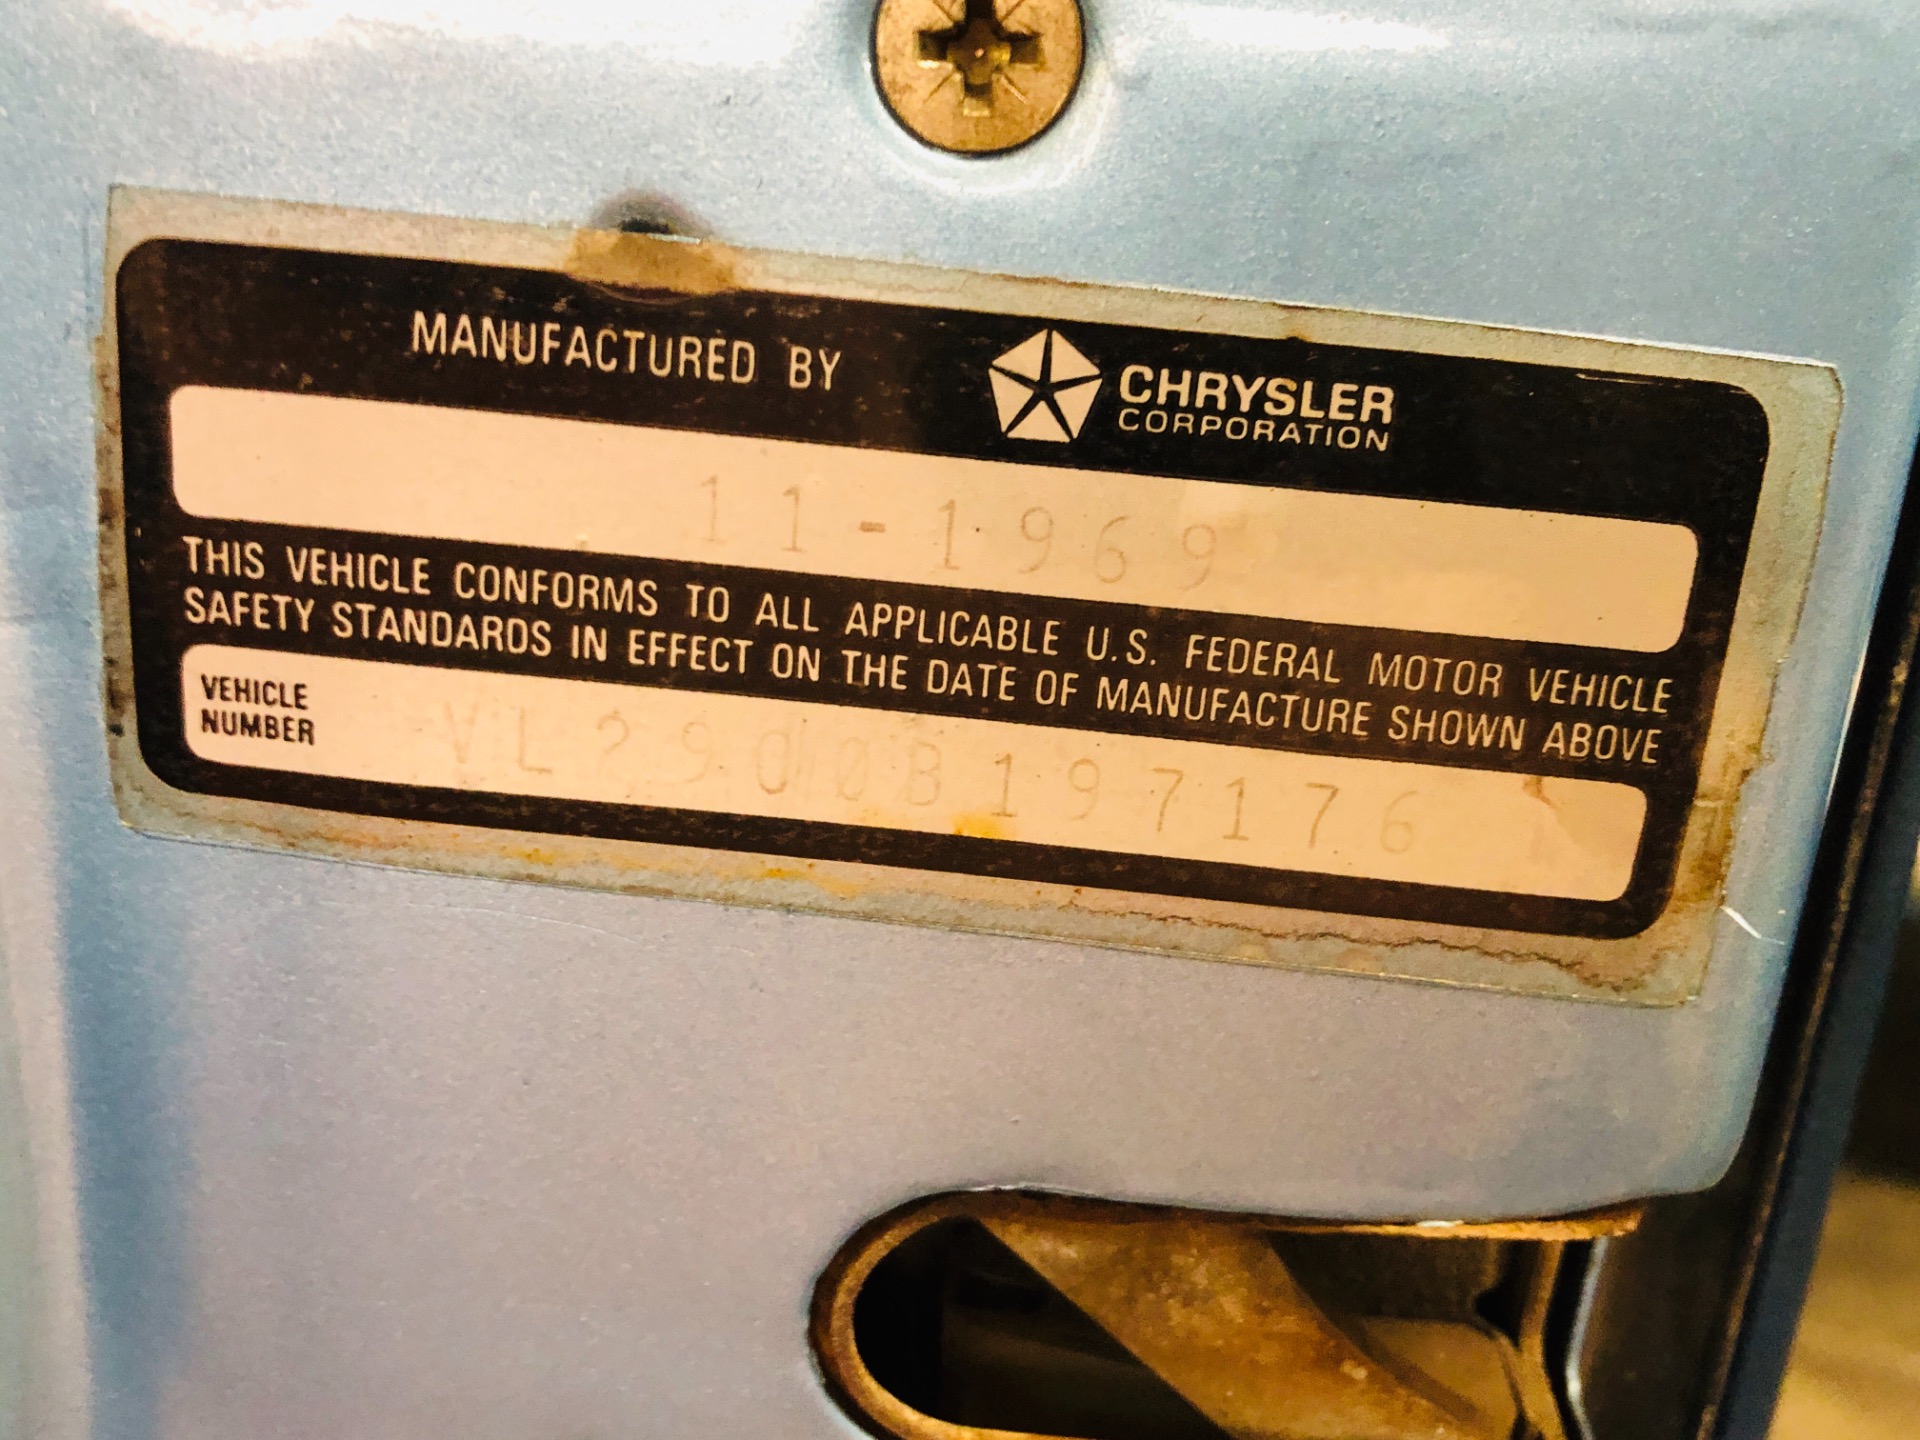 MANUFACTURED BY CHRYSLER
CORPORATION
11-1969
THIS VEHICLE CONFORMS TO ALL APPLICABLE U.S. FEDERAL MOTOR VEHICLE
SAFETY STANDARDS IN EFFECT ON THE DATE OF MANUFACTURE SHOWN ABOVE
VEHICLE
NUMBER